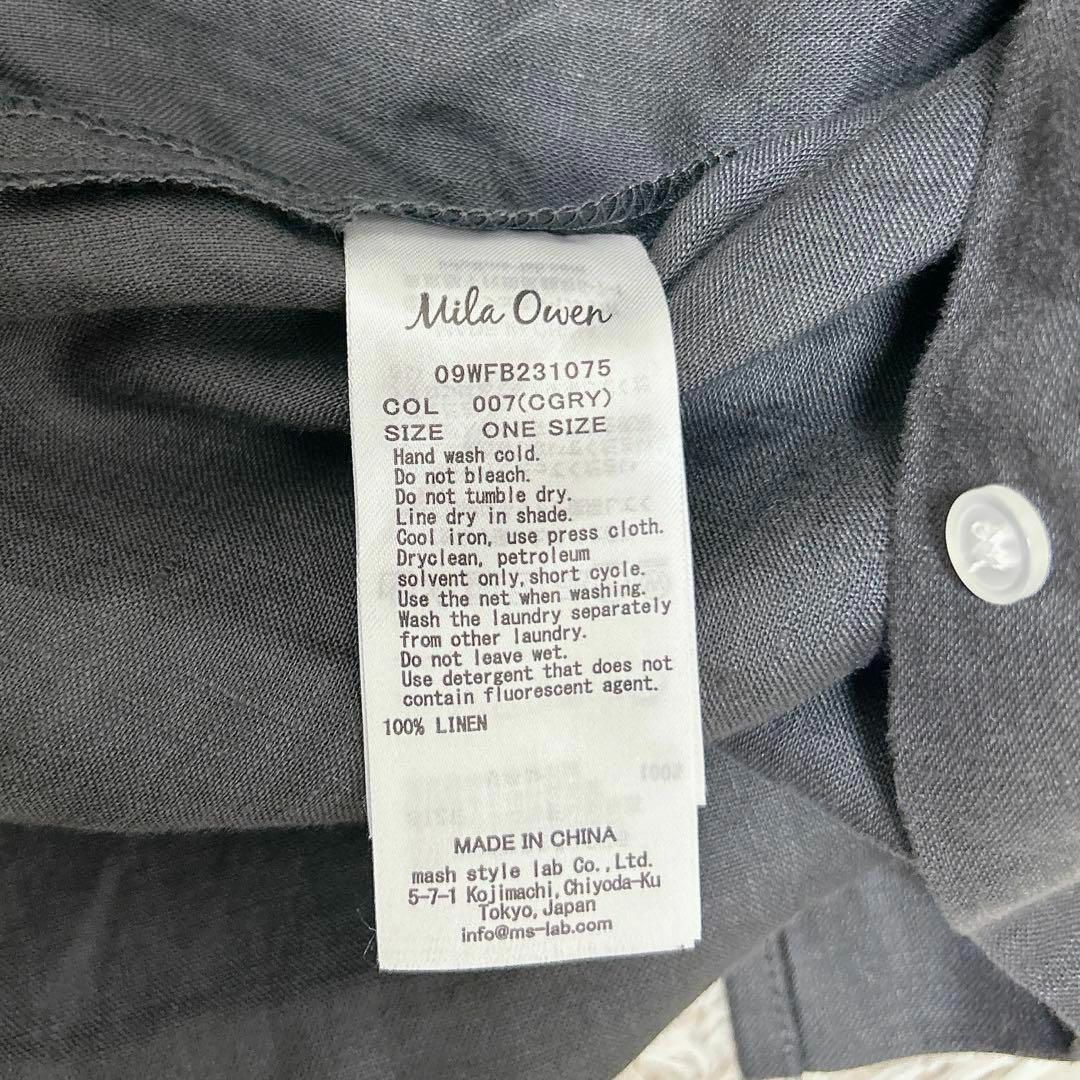 Mila Owen
09WFB231075
COL 007(CGRY)
SIZE ONE SIZE
Hand wash cold.
Do not bleach.
Do not tumble dry.
Line dry in shade.
Cool iron, use press cloth.
Dryclean, petroleum
solvent only,short cycle.
Use the net when washing.
Wash the laundry separately
from other laundry.
Do not leave wet.
Use detergent that does not
contain fluorescent agent.
100% LINEN
MADE IN CHINA
mash style lab Co.,Ltd.
5-7-1 Kojimachi,Chiyoda-Ku
Tokyo,Japan
info@ms-lab.com